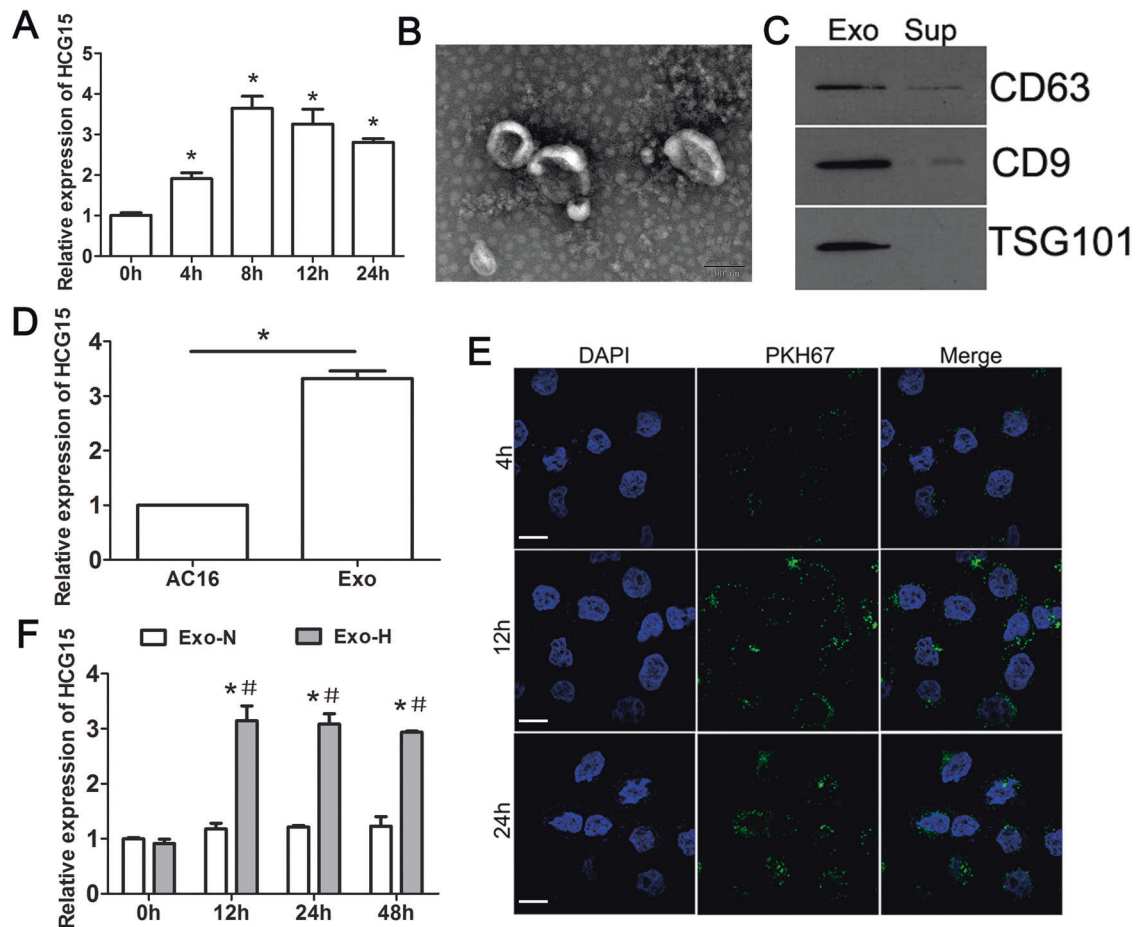 A
Relative expression of HCG15
5
4
3
2
1
0
*
*
*
*
0h 4h 8h 12h 24h
B
C
Exo Sup
CD63
CD9
TSG101
D
Relative expression of HCG15
4
3
2
1
0
*
AC16 Exo
E
DAPI PKH67 Merge
4h
12h
24h
F
Exo-N Exo-H
Relative expression of HCG15
4
3
2
1
0
*# *# *#
0h 12h 24h 48h